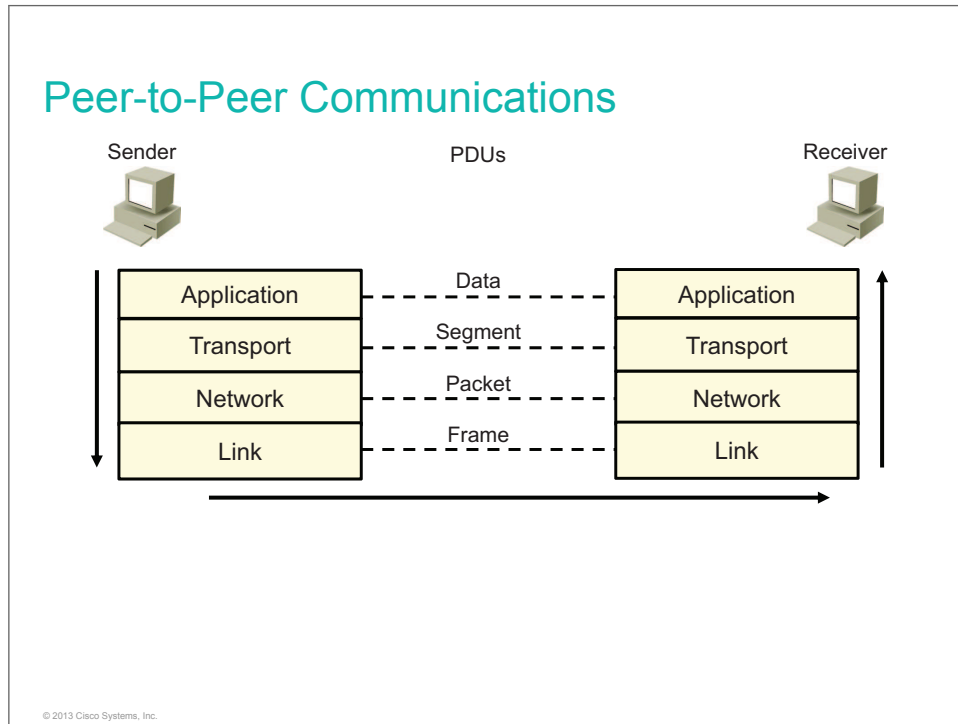 Peer-to-Peer Communications
Sender PDUs Receiver
Application Data Application
Transport Segment Transport
Network Packet Network
Link Frame Link
© 2013 Cisco Systems, Inc.